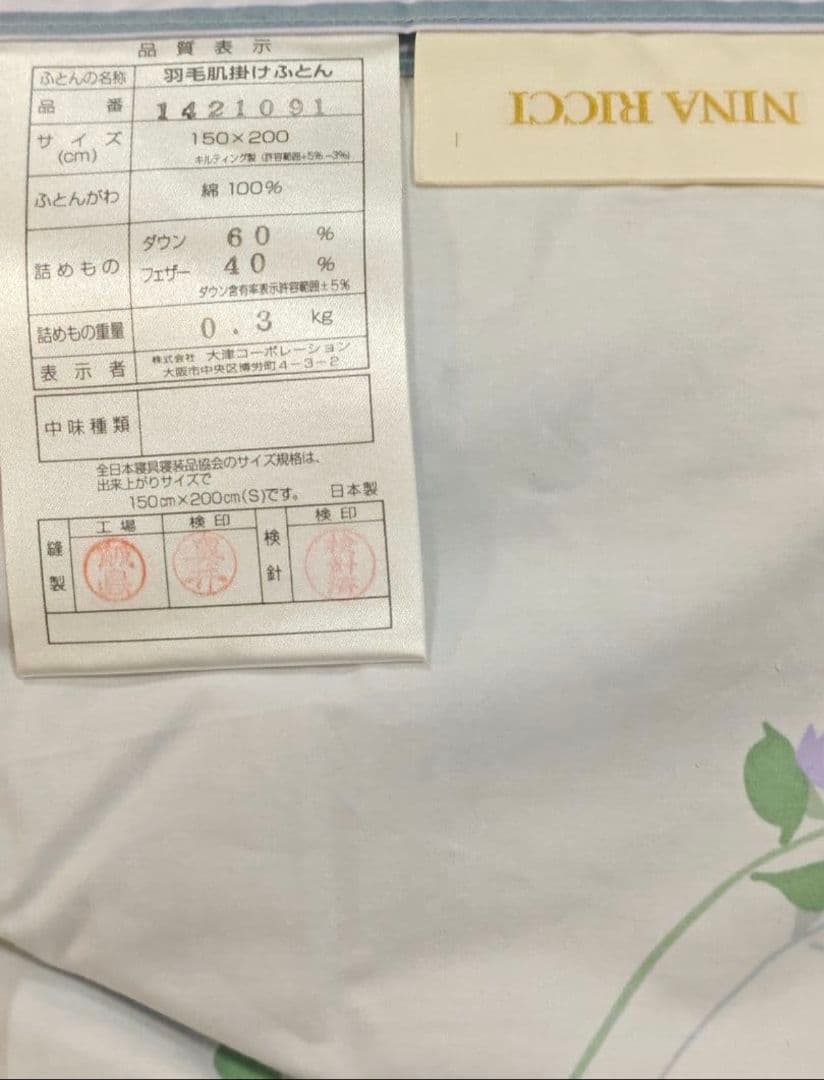 品質表示
ふとんの名称 羽毛肌掛けふとん
品番 1421091
サイズ(cm) 150×200
キルティング製(許容範囲+5%-3%)
ふとんがわ 綿 100%
詰めもの ダウン 60 %
フェザー 40 %
ダウン含有率表示許容範囲±5%
詰めもの重量 0.3 kg
表示者 株式会社 大津コーポレーション
大阪市中央区博労町4-3-2
中味種類
全日本寝具寝装品協会のサイズ規格は、
出来上がりサイズで
150cm×200cm(S)です。 日本製
縫製 工場 検印 検針 検印
NINA RICCI